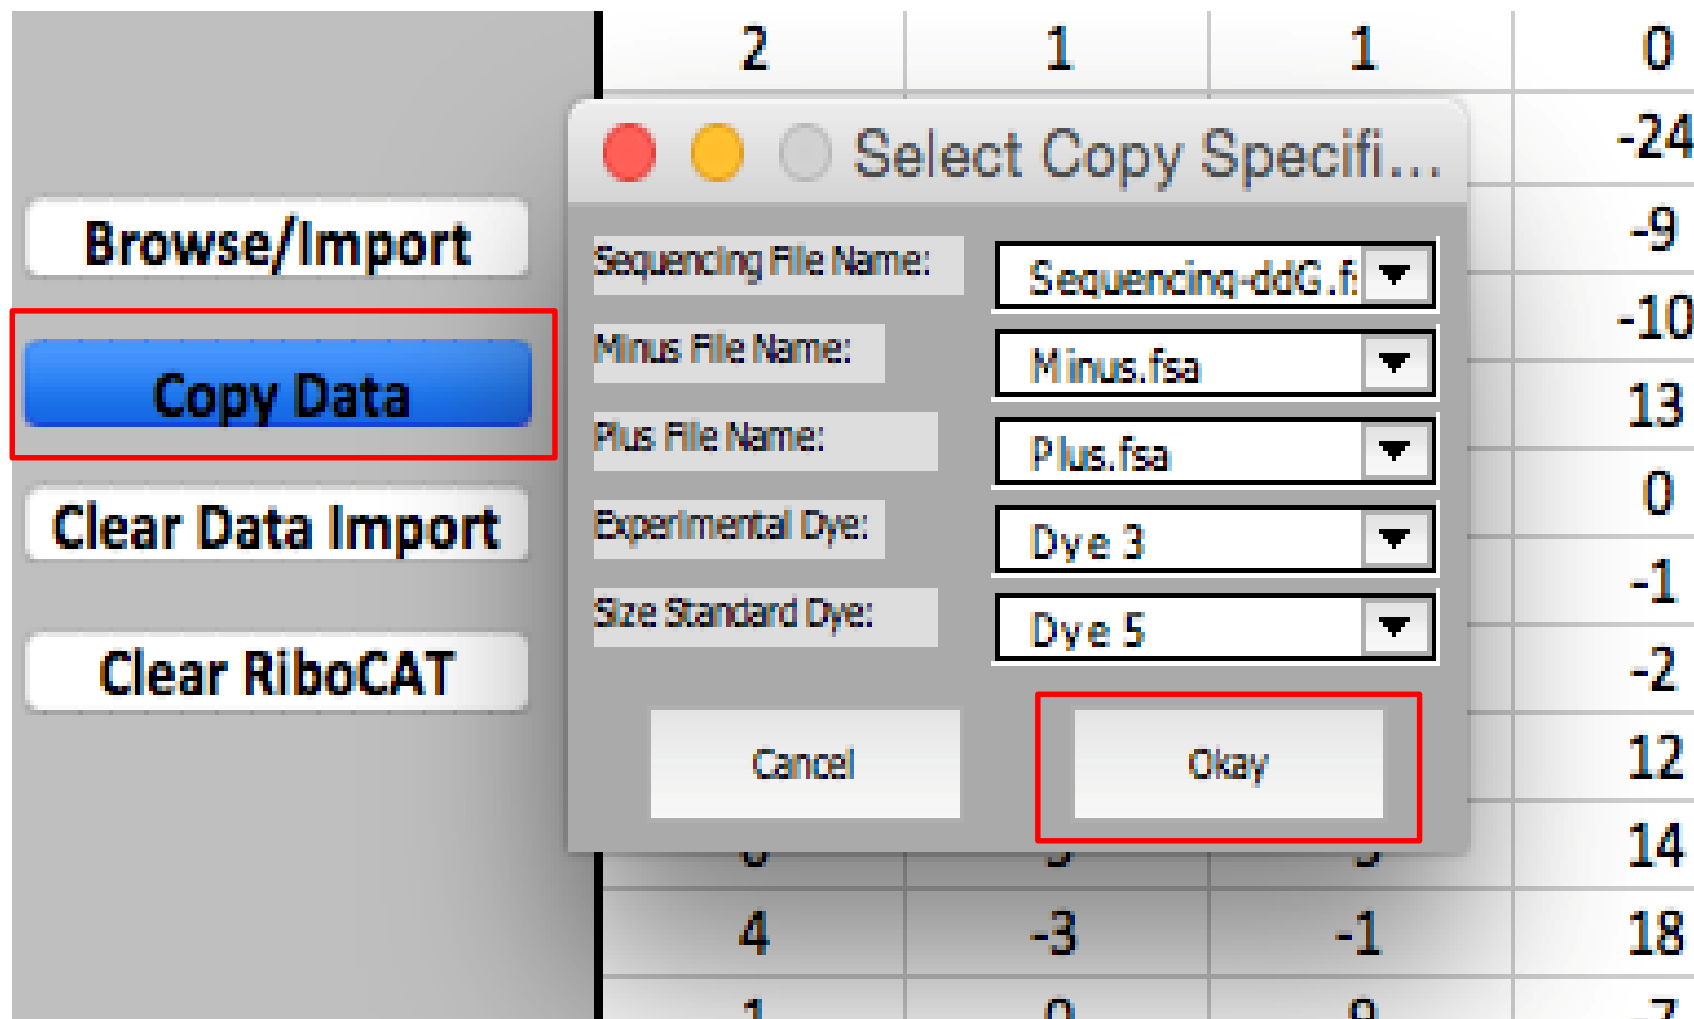 2 1 1 0
-24
-9
-10
13
0
-1
-2
12
14
4 -3 -1 18
Browse/Import
Copy Data
Clear Data Import
Clear RiboCAT
Select Copy Specifi...
Sequencing File Name: Sequencing-ddG.f
Minus File Name: Minus.fsa
Plus File Name: Plus.fsa
Experimental Dye: Dye 3
Size Standard Dye: Dye 5
Cancel Okay